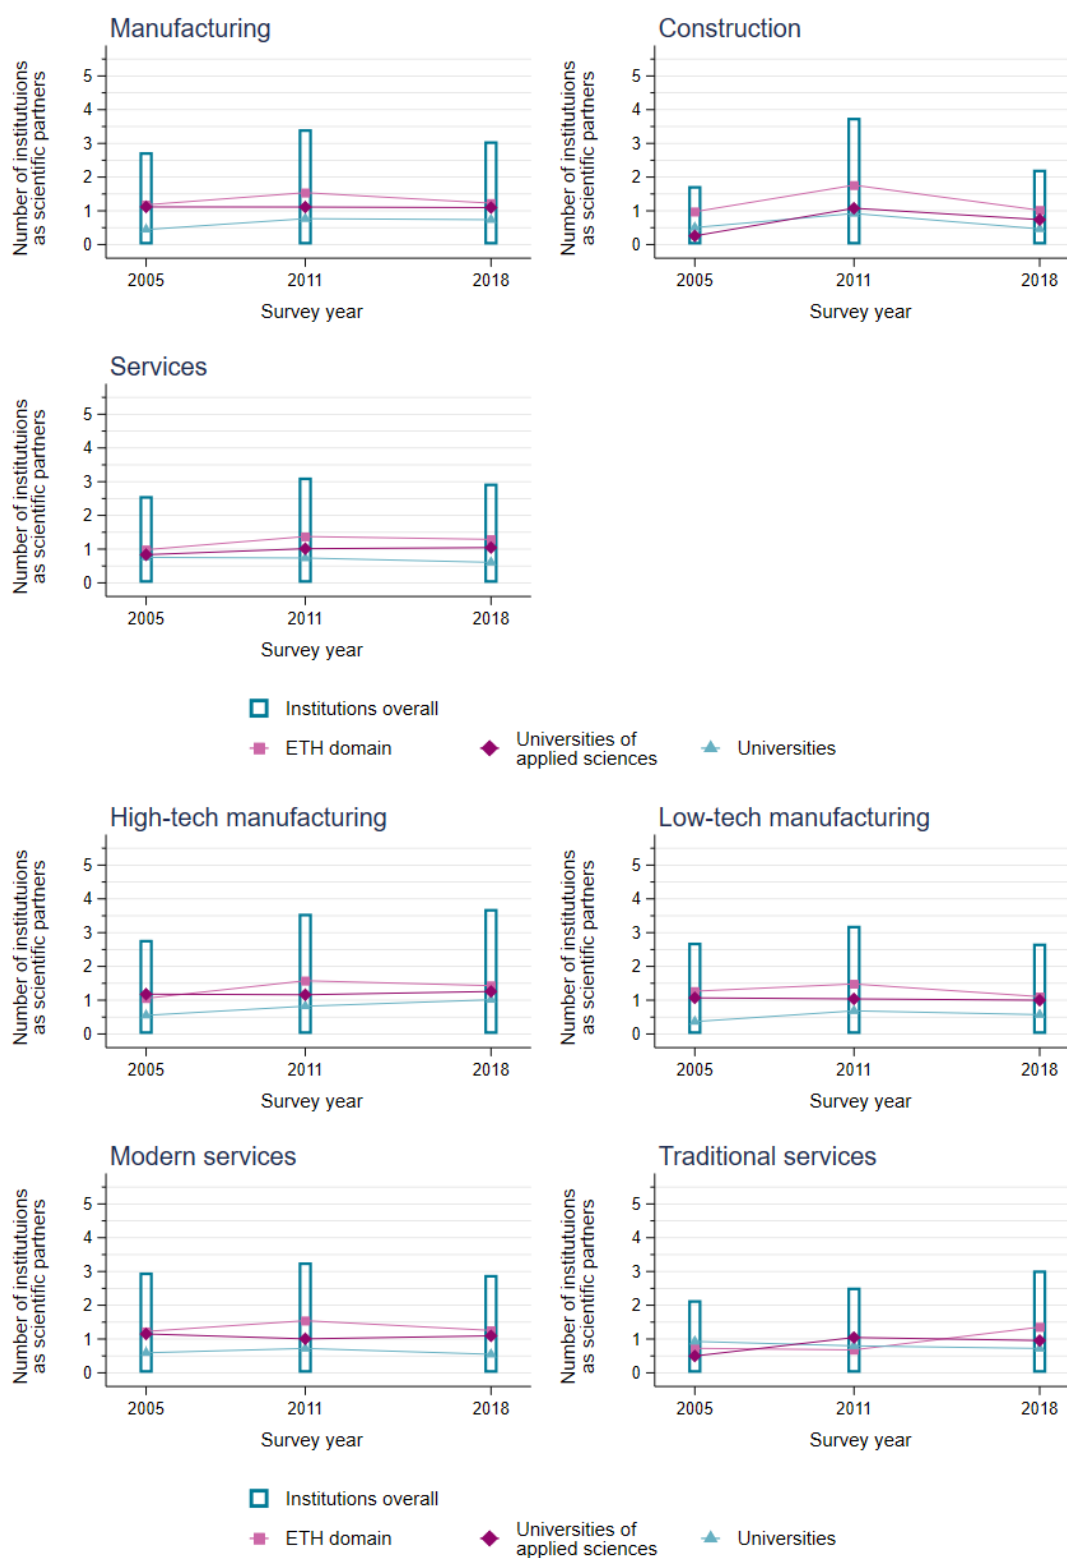 Manufacturing
Number of institutuions
as scientific partners
5
4
3
2
1
0
2005 2011 2018
Survey year
Construction
Number of institutuions
as scientific partners
5
4
3
2
1
0
2005 2011 2018
Survey year
Services
Number of institutuions
as scientific partners
5
4
3
2
1
0
2005 2011 2018
Survey year
Institutions overall
ETH domain
Universities of
applied sciences
Universities
High-tech manufacturing
Number of institutuions
as scientific partners
5
4
3
2
1
0
2005 2011 2018
Survey year
Low-tech manufacturing
Number of institutuions
as scientific partners
5
4
3
2
1
0
2005 2011 2018
Survey year
Modern services
Number of institutuions
as scientific partners
5
4
3
2
1
0
2005 2011 2018
Survey year
Traditional services
Number of institutuions
as scientific partners
5
4
3
2
1
0
2005 2011 2018
Survey year
Institutions overall
ETH domain
Universities of
applied sciences
Universities